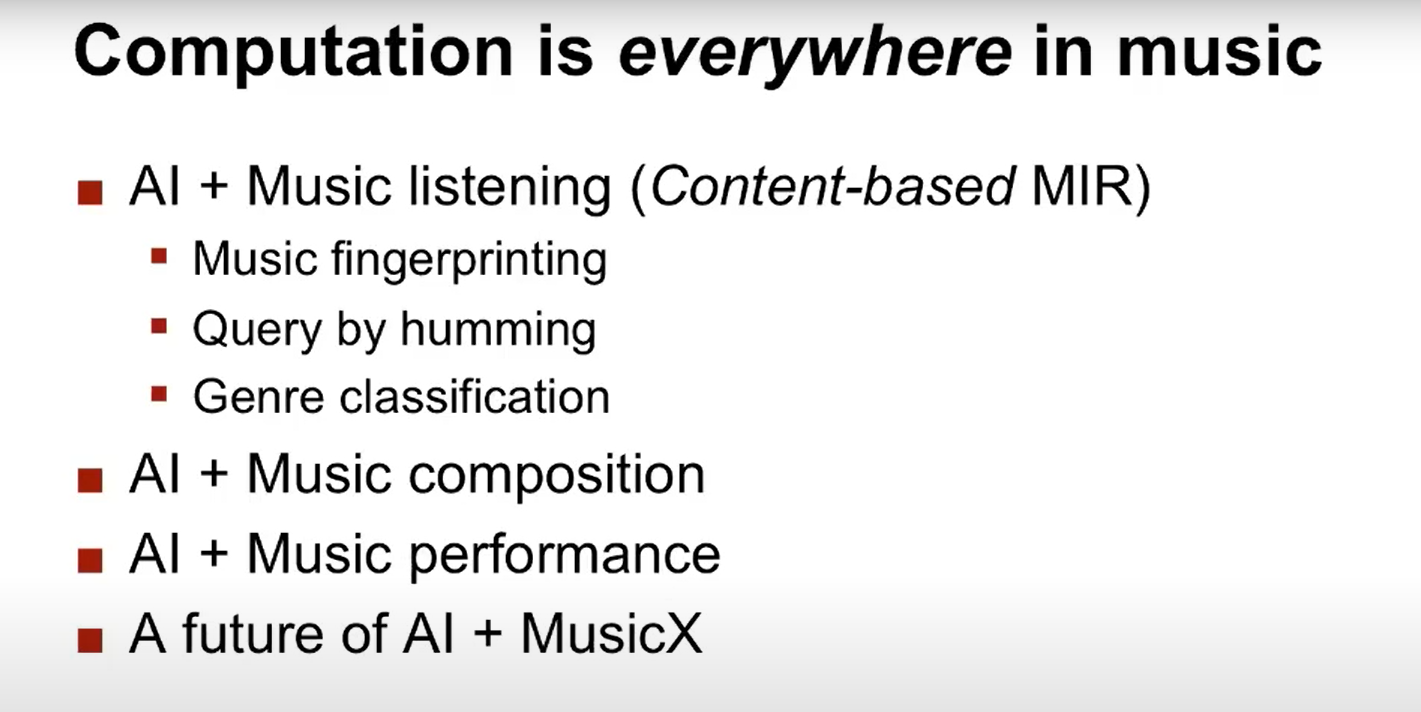 Computation is everywhere in music
AI + Music listening (Content-based MIR)
Music fingerprinting
Query by humming
Genre classification
AI + Music composition
AI + Music performance
A future of AI + MusicX